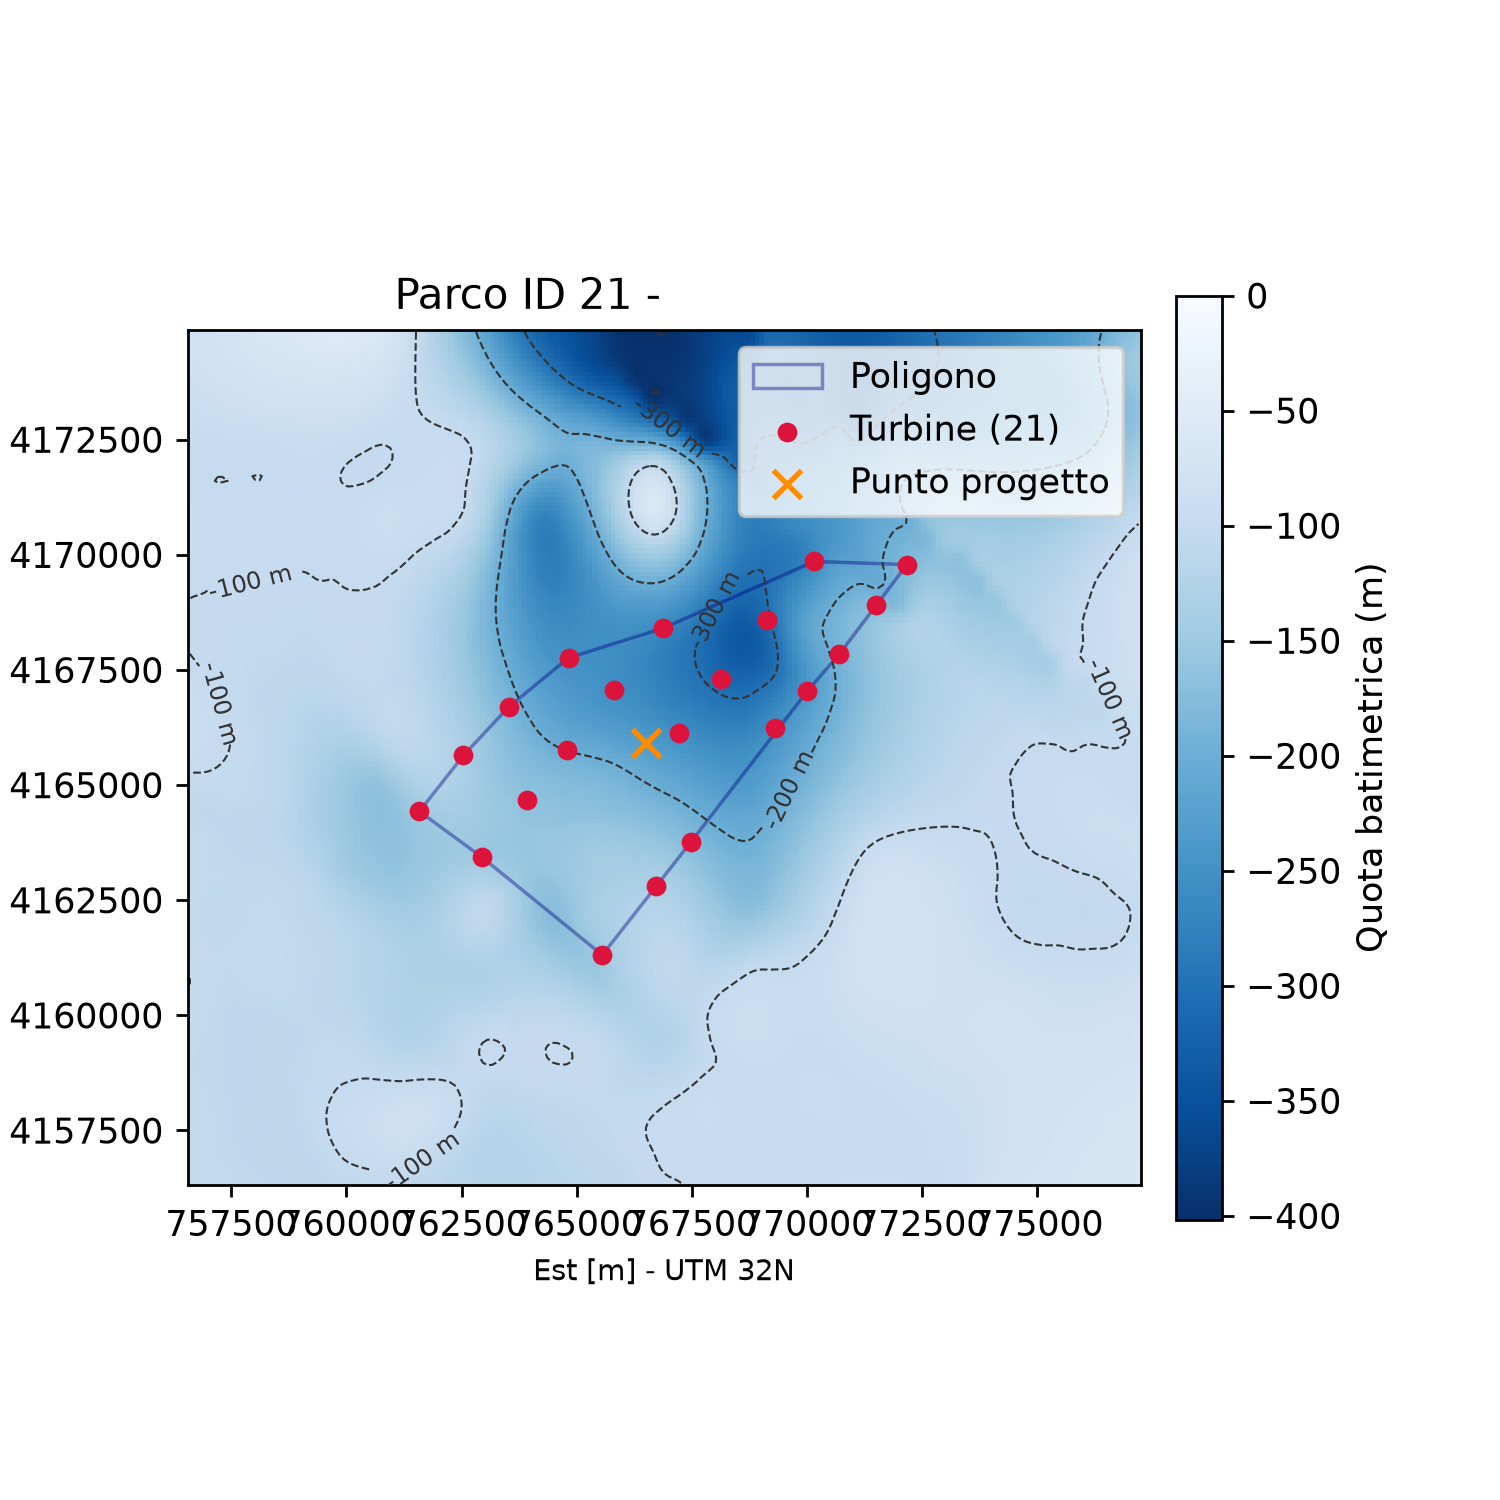 Parco ID 21 -
Poligono
Turbine (21)
Punto progetto
4172500
4170000
4167500
4165000
4162500
4160000
4157500
757500
760000
762500
765000
767500
770000
772500
775000
Est [m] - UTM 32N
0
−50
−100
−150
−200
−250
−300
−350
−400
Quota batimetrica (m)
-300 m
-100 m
-300 m
-100 m
-100 m
-200 m
-100 m